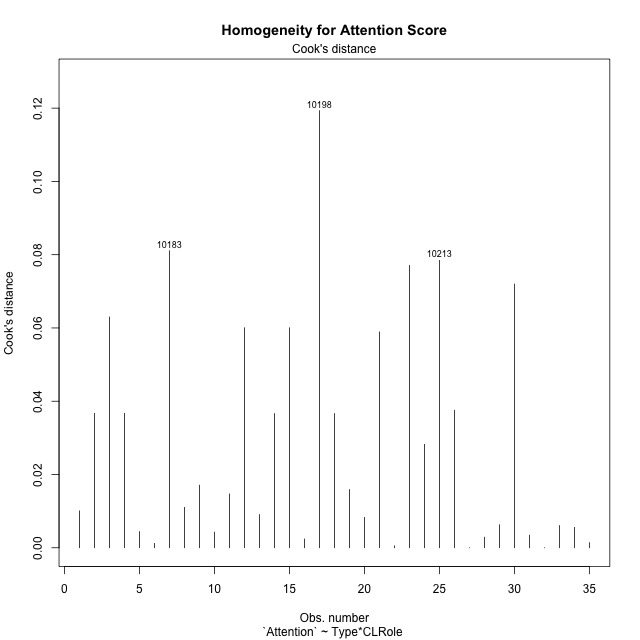 Homogeneity for Attention Score
Cook's distance
Cook's distance
0.12
0.10
0.08
0.06
0.04
0.02
0.00
10198
10183
10213
0 5 10 15 20 25 30 35
Obs. number
`Attention` ~ Type*CLRole